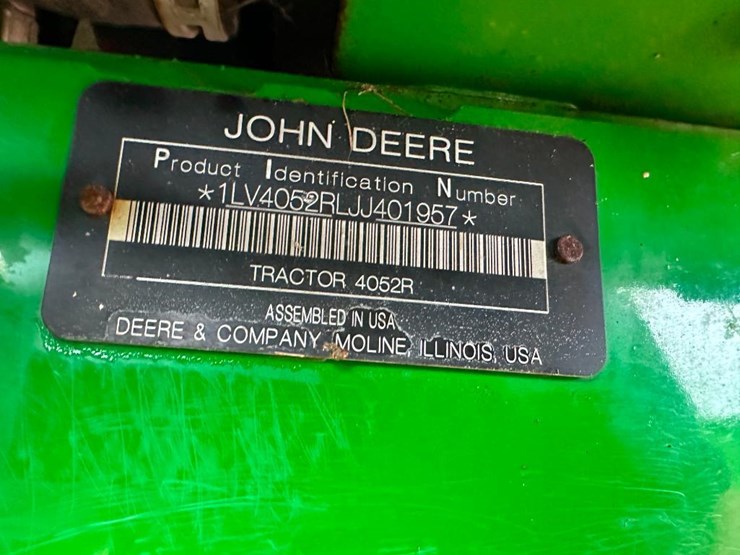 JOHN DEERE
Product Identification Number
*1LV4052RLJJ401957*
TRACTOR 4052R
ASSEMBLED IN USA
DEERE & COMPANY MOLINE, ILLINOIS, USA